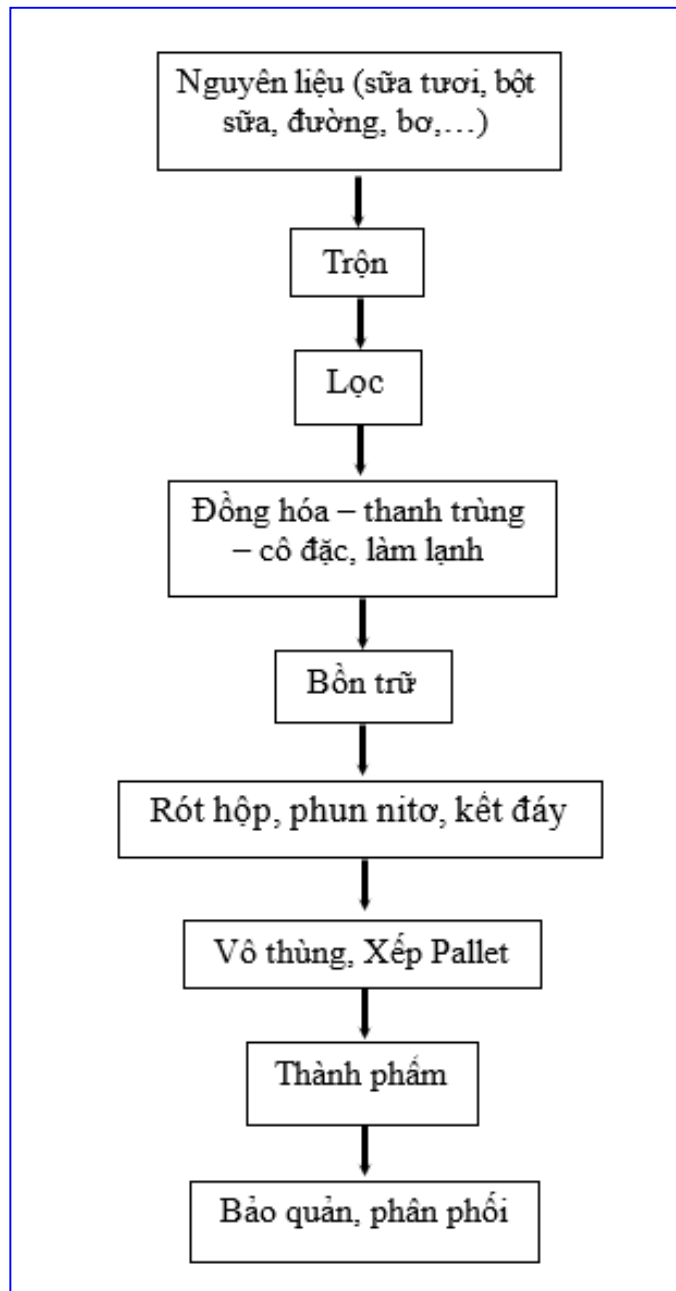 Nguyên liệu (sữa tươi, bột
sữa, đường, bơ,…)
Trộn
Lọc
Đồng hóa – thanh trùng
– cô đặc, làm lạnh
Bồn trữ
Rót hộp, phun nitơ, kết đáy
Vô thùng, Xếp Pallet
Thành phẩm
Bảo quản, phân phối